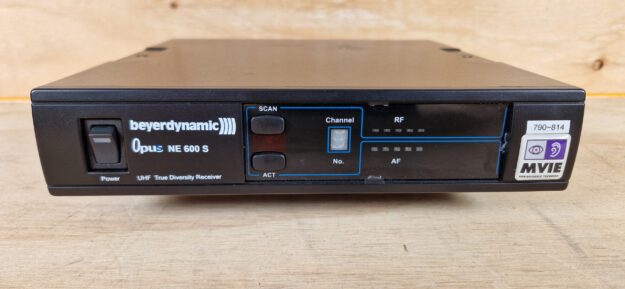 beyerdynamic
Opus NE 600 S
Power
UHF True Diversity Receiver
SCAN
ACT
Channel
No.
RF
AF
790-814
MVIE